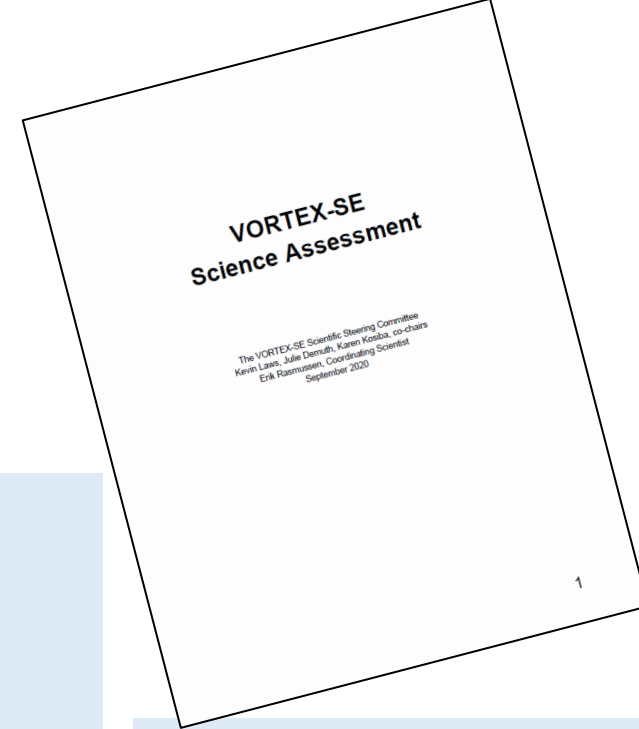 VORTEX-SE
Science Assessment
The VORTEX-SE Scientific Steering Committee
Kevin Laws, Julie Demuth, Karen Kosiba, co-chairs
Erik Rasmussen, Coordinating Scientist
September 2020
1